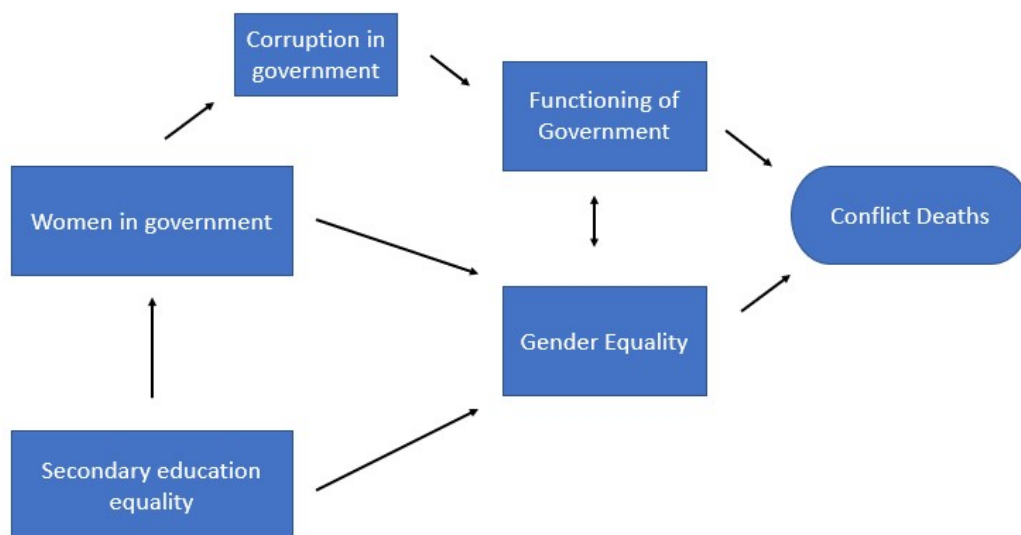 Corruption in
government
Functioning of
Government
Women in government
Conflict Deaths
Gender Equality
Secondary education
equality